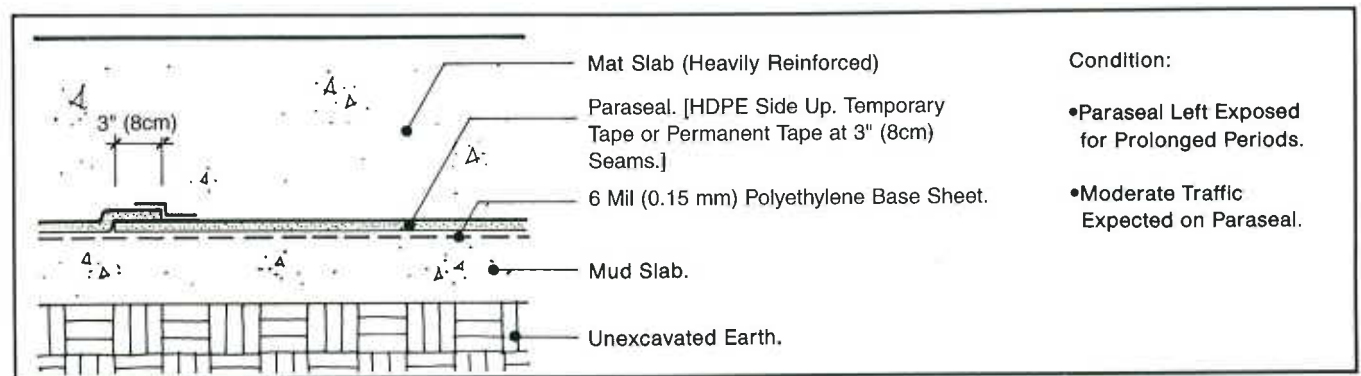 3" (8cm)
Mat Slab (Heavily Reinforced)
Paraseal. [HDPE Side Up. Temporary
Tape or Permanent Tape at 3" (8cm)
Seams.]
6 Mil (0.15 mm) Polyethylene Base Sheet.
Mud Slab.
Unexcavated Earth.
Condition:
•Paraseal Left Exposed
for Prolonged Periods.
•Moderate Traffic
Expected on Paraseal.